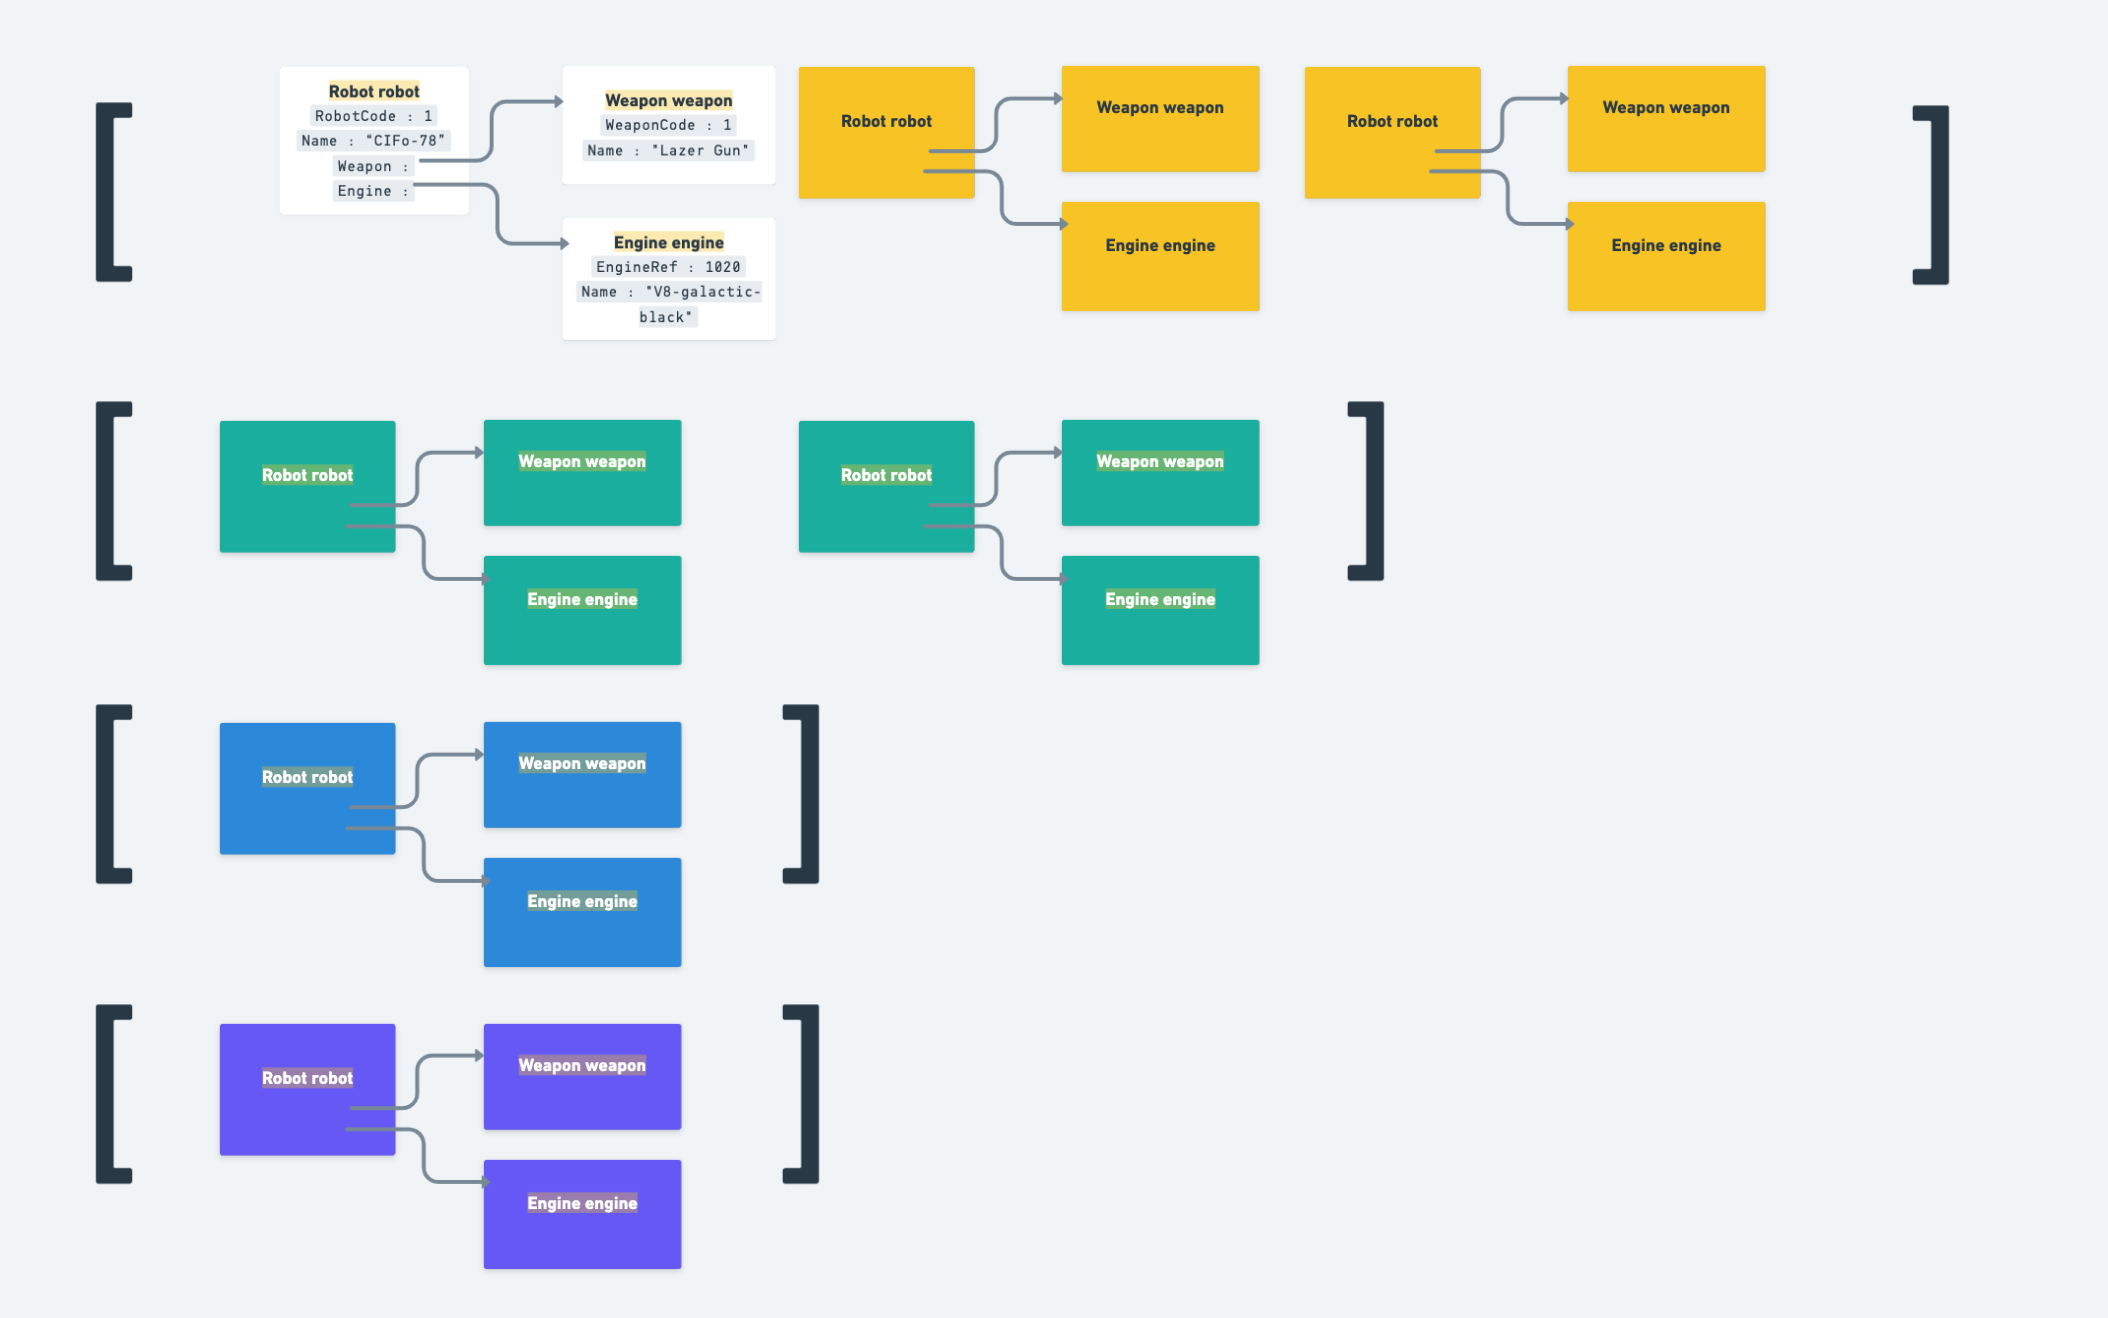 Robot robot
RobotCode : 1
Name : "CIFo-78"
Weapon :
Engine :
Weapon weapon
WeaponCode : 1
Name : "Lazer Gun"
Engine engine
EngineRef : 1020
Name : "V8-galactic-
black"
Robot robot
Weapon weapon
Engine engine
Robot robot
Weapon weapon
Engine engine
Robot robot
Weapon weapon
Engine engine
Robot robot
Weapon weapon
Engine engine
Robot robot
Weapon weapon
Engine engine
Robot robot
Weapon weapon
Engine engine